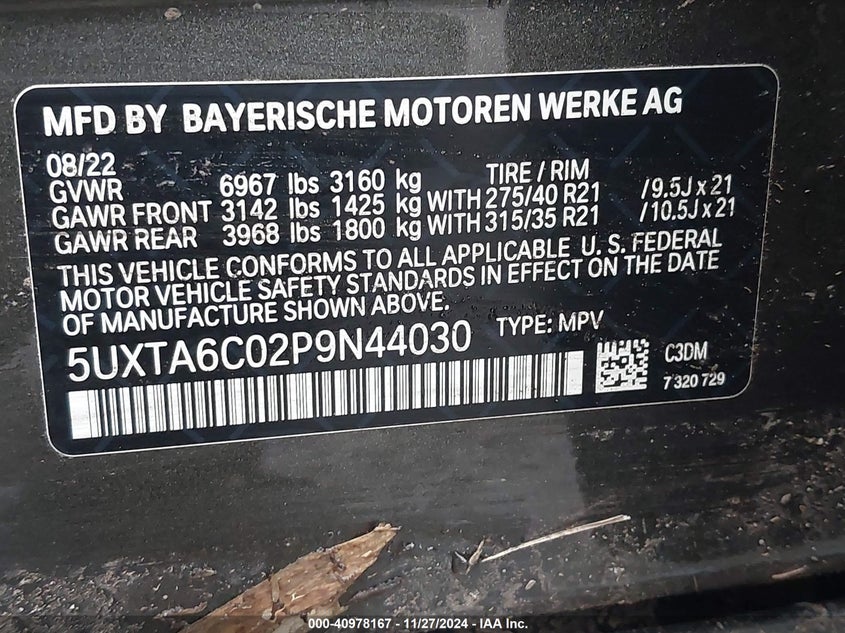 MFD BY BAYERISCHE MOTOREN WERKE AG
08/22 TIRE / RIM
GVWR 6967 lbs 3160 kg
GAWR FRONT 3142 lbs 1425 kg WITH 275/40 R21 /9.5J x 21
GAWR REAR 3968 lbs 1800 kg WITH 315/35 R21 /10.5J x 21
THIS VEHICLE CONFORMS TO ALL APPLICABLE U. S. FEDERAL
MOTOR VEHICLE SAFETY STANDARDS IN EFFECT ON THE DATE
OF MANUFACTURE SHOWN ABOVE.
5UXTA6C02P9N44030 TYPE: MPV
C3DM
7 320 729
000-40978167 - 11/27/2024 - IAA Inc.